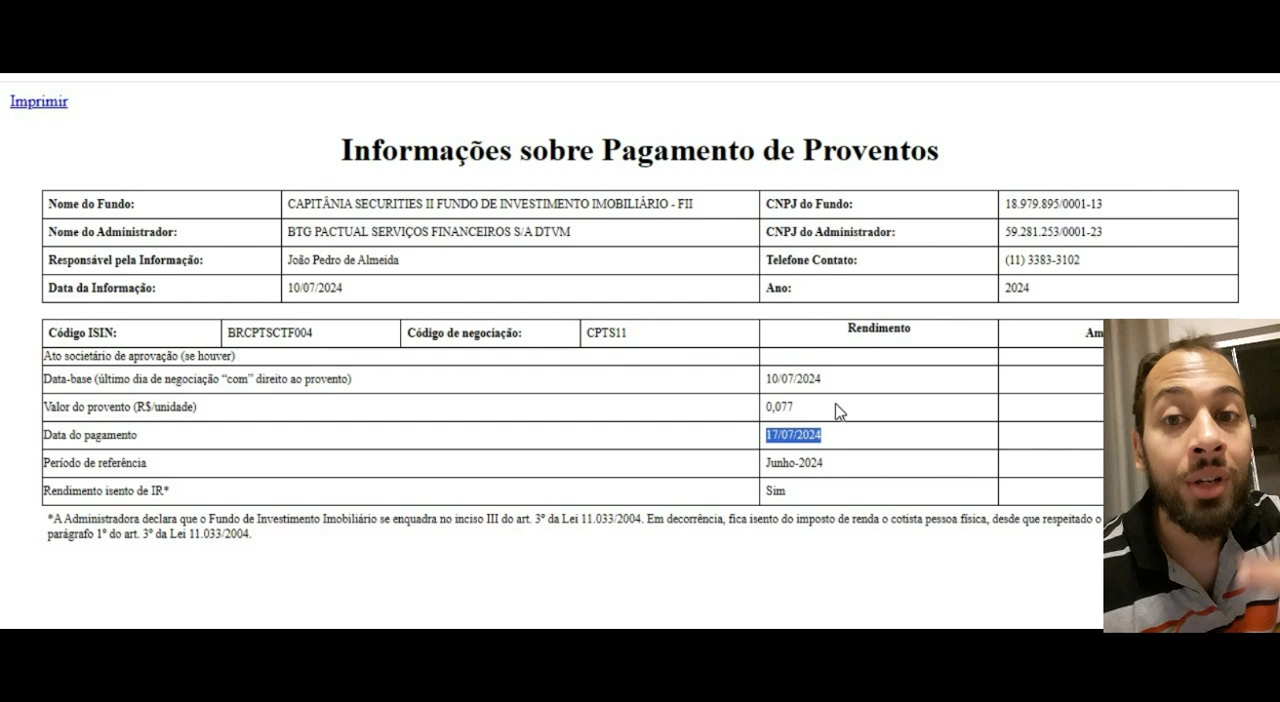 Imprimir
Informações sobre Pagamento de Proventos
Nome do Fundo: CAPITÂNIA SECURITIES II FUNDO DE INVESTIMENTO IMOBILIÁRIO - FII CNPJ do Fundo: 18.979.895/0001-13
Nome do Administrador: BTG PACTUAL SERVIÇOS FINANCEIROS S/A DTVM CNPJ do Administrador: 59.281.253/0001-23
Responsável pela Informação: João Pedro de Almeida Telefone Contato: (11) 3383-3102
Data da Informação: 10/07/2024 Ano: 2024
Código ISIN: BRCPTSCTF004 Código de negociação: CPTS11 Rendimento Am
Ato societário de aprovação (se houver)
Data-base (último dia de negociação “com” direito ao provento) 10/07/2024
Valor do provento (R$/unidade) 0,077
Data do pagamento 17/07/2024
Período de referência Junho-2024
Rendimento isento de IR* Sim
*A Administradora declara que o Fundo de Investimento Imobiliário se enquadra no inciso III do art. 3º da Lei 11.033/2004. Em decorrência, fica isento do imposto de renda o cotista pessoa física, desde que respeitado o
parágrafo 1º do art. 3º da Lei 11.033/2004.